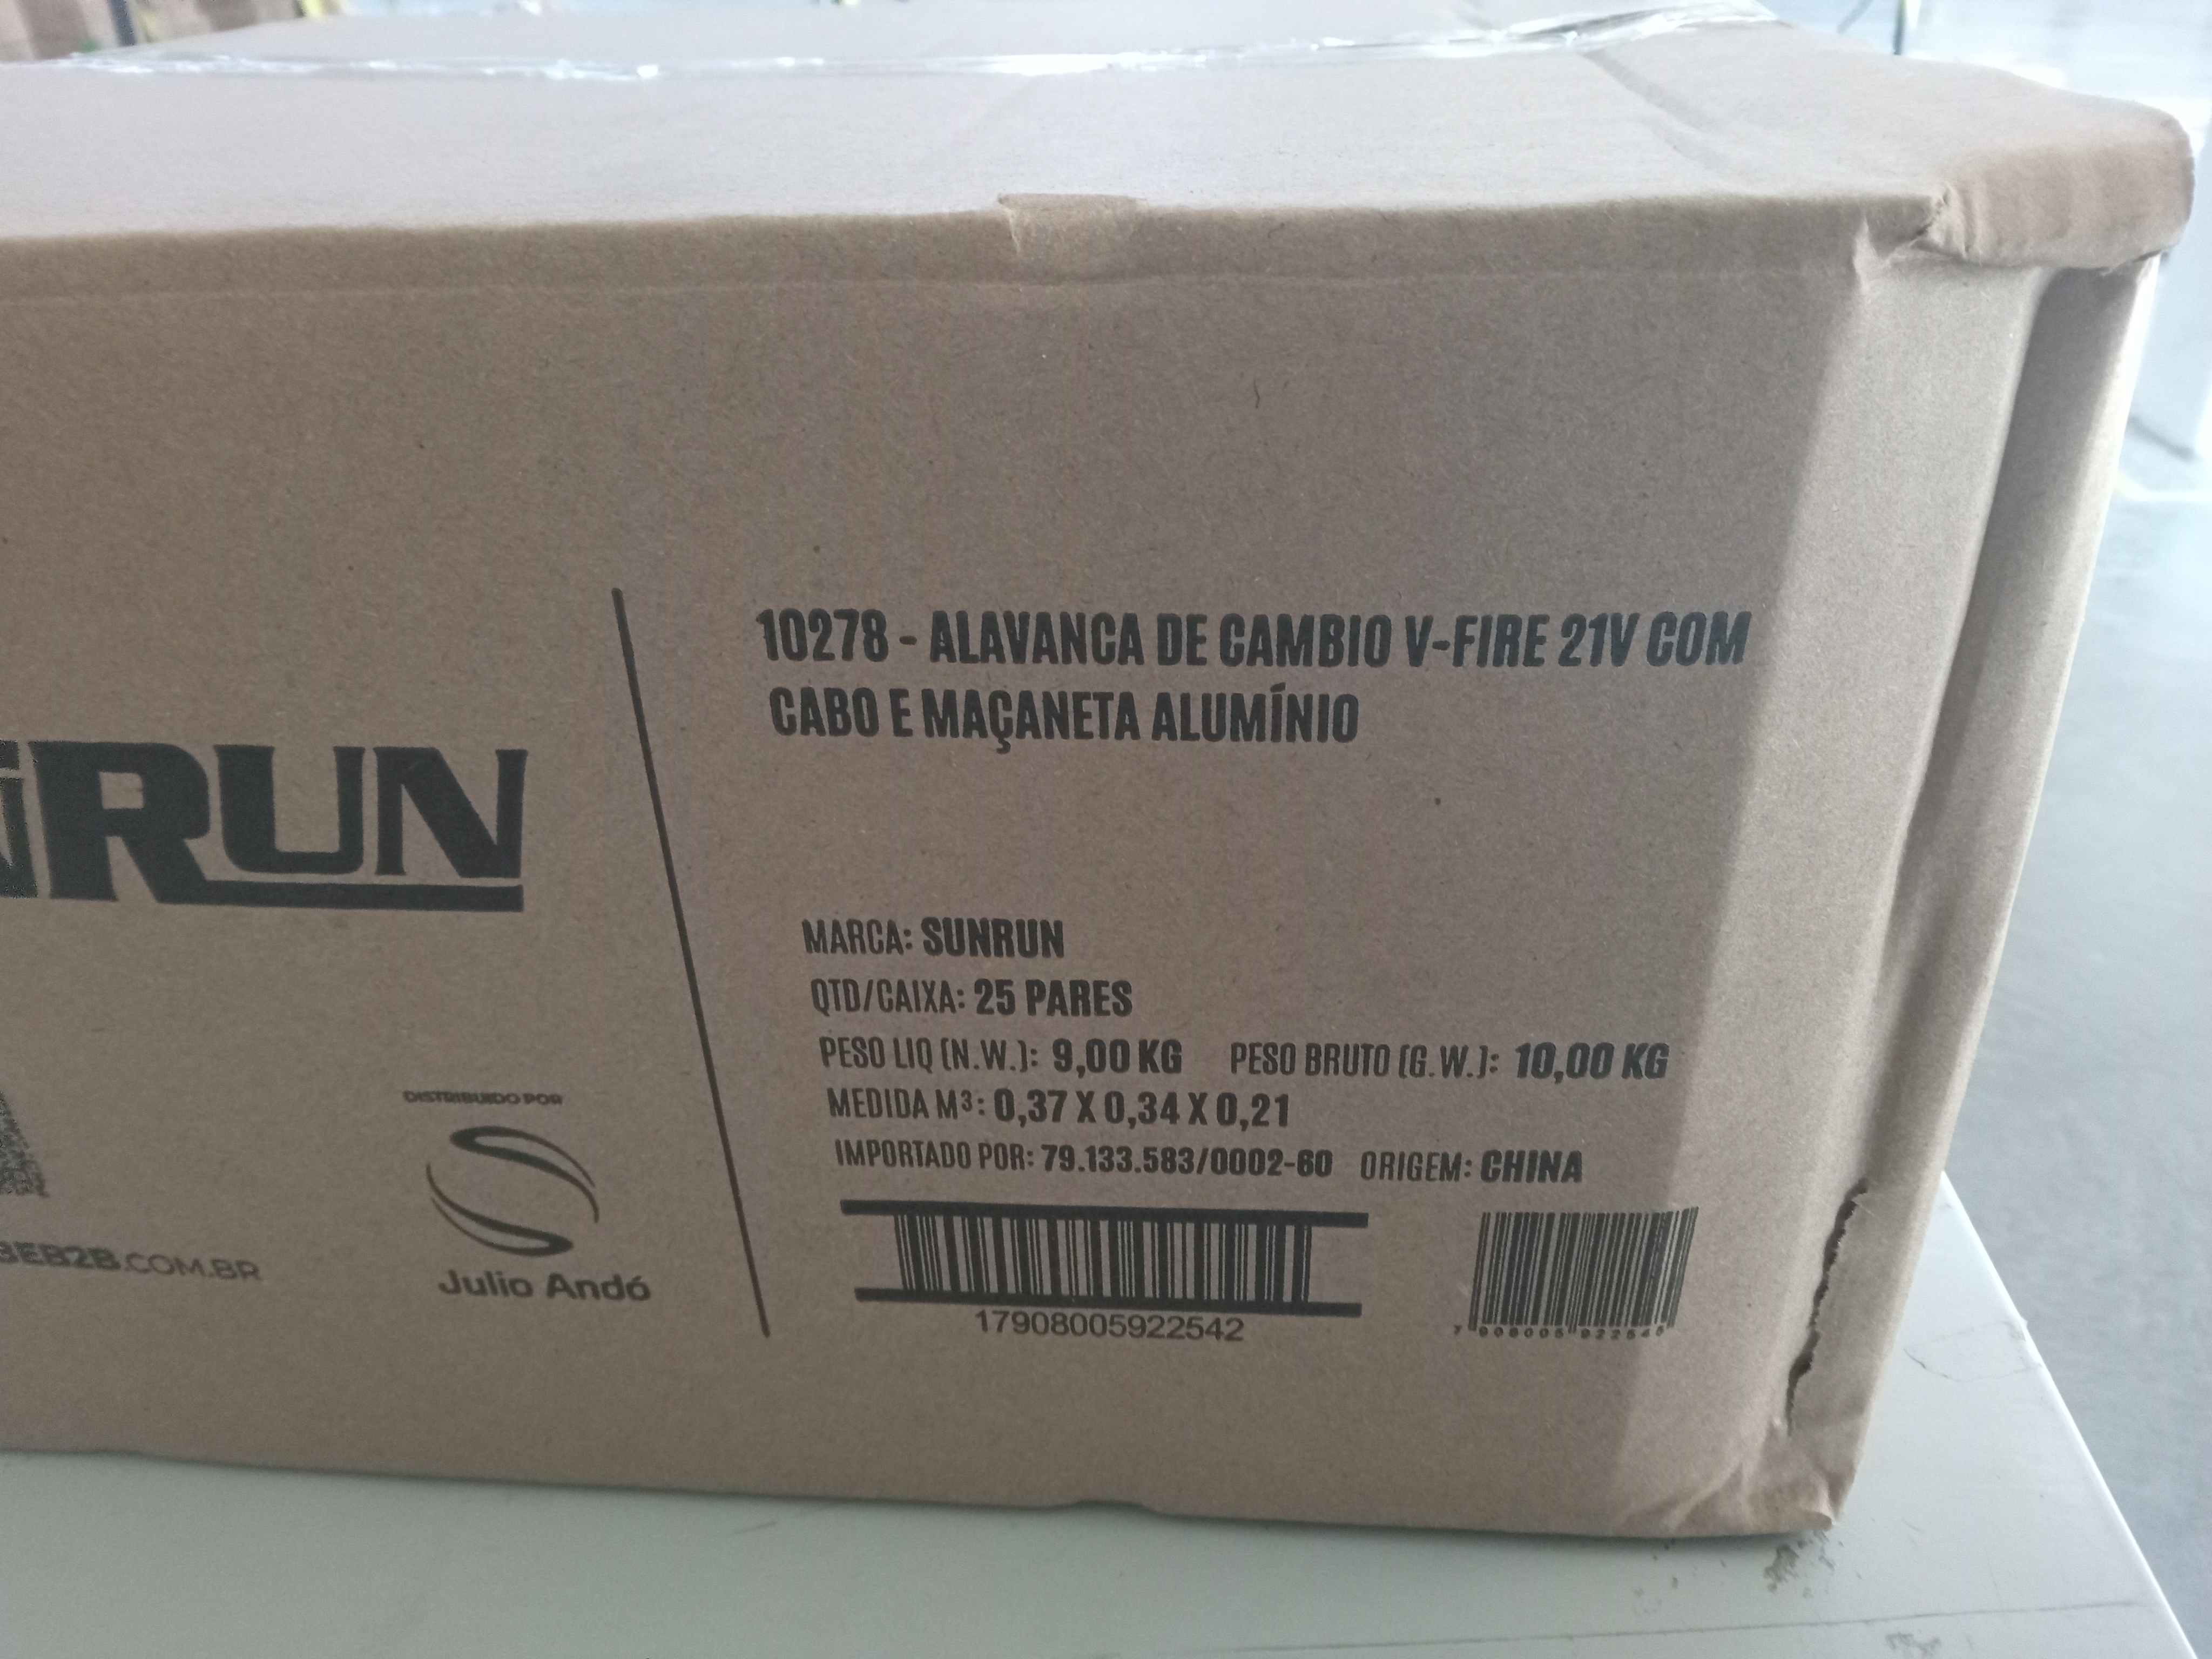 RUN
DISTRIBUIDO POR
Julio Andó
EB2B.COM.BR
10278 - ALAVANCA DE CAMBIO V-FIRE 21V COM
CABO E MAÇANETA ALUMÍNIO
MARCA: SUNRUN
QTD/CAIXA: 25 PARES
PESO LIQ (N.W.): 9,00 KG PESO BRUTO (G.W.): 10,00 KG
MEDIDA M³: 0,37 X 0,34 X 0,21
IMPORTADO POR: 79.133.583/0002-60 ORIGEM: CHINA
17908005922542